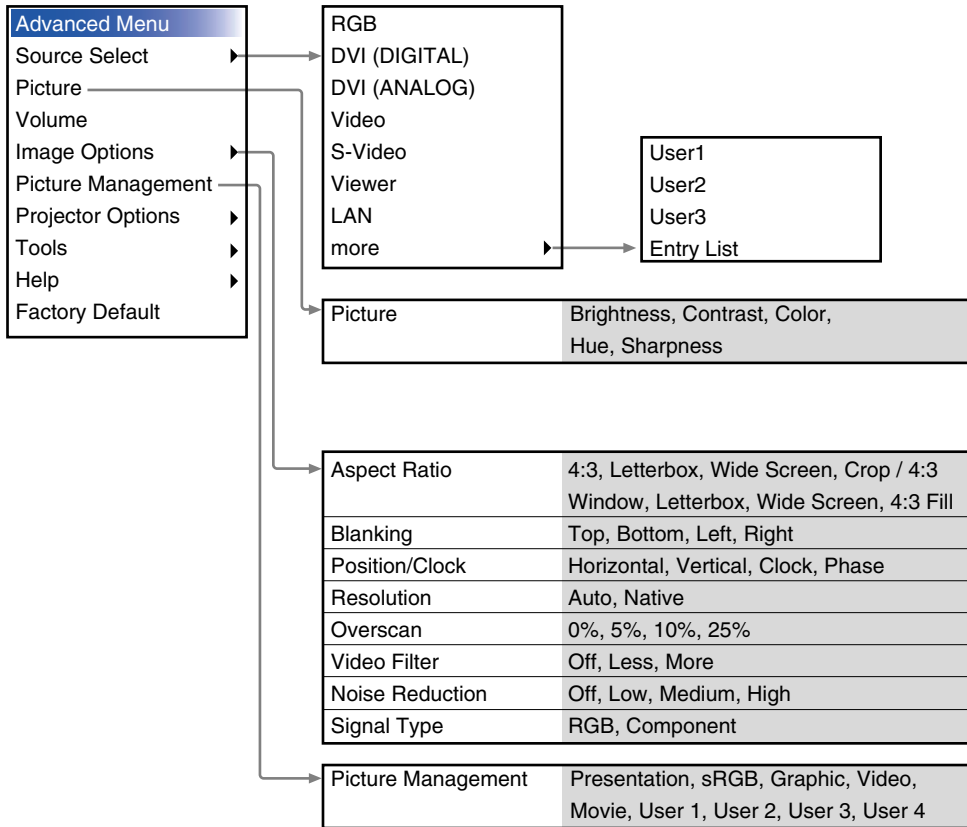 Advanced Menu
Source Select
Picture
Volume
Image Options
Picture Management
Projector Options
Tools
Help
Factory Default
RGB
DVI (DIGITAL)
DVI (ANALOG)
Video
S-Video
Viewer
LAN
more
User1
User2
User3
Entry List
Picture Brightness, Contrast, Color,
Hue, Sharpness
Aspect Ratio 4:3, Letterbox, Wide Screen, Crop / 4:3
Window, Letterbox, Wide Screen, 4:3 Fill
Blanking Top, Bottom, Left, Right
Position/Clock Horizontal, Vertical, Clock, Phase
Resolution Auto, Native
Overscan 0%, 5%, 10%, 25%
Video Filter Off, Less, More
Noise Reduction Off, Low, Medium, High
Signal Type RGB, Component
Picture Management Presentation, sRGB, Graphic, Video,
Movie, User 1, User 2, User 3, User 4